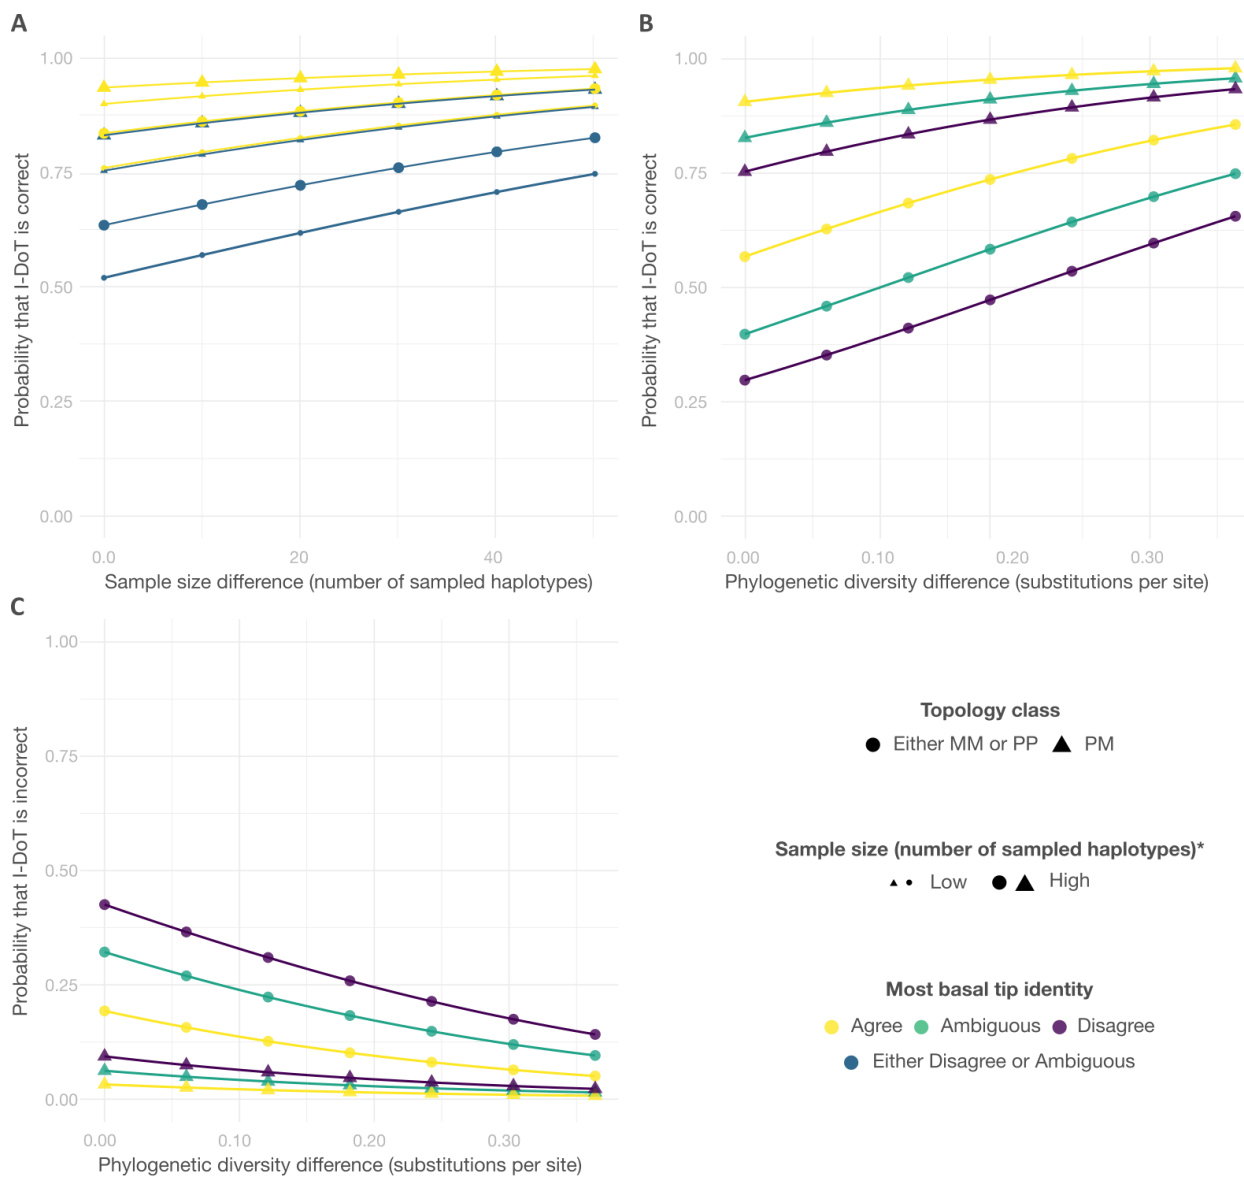 A
Probability that I-DoT is correct
1.00
0.75
0.50
0.25
0.00
0.0
20
40
Sample size difference (number of sampled haplotypes)
B
Probability that I-DoT is correct
1.00
0.75
0.50
0.25
0.00
0.00
0.10
0.20
0.30
Phylogenetic diversity difference (substitutions per site)
C
Probability that I-DoT is incorrect
1.00
0.75
0.50
0.25
0.00
0.00
0.10
0.20
0.30
Phylogenetic diversity difference (substitutions per site)
Topology class
Either MM or PP PM
Sample size (number of sampled haplotypes)*
Low High
Most basal tip identity
Agree Ambiguous Disagree
Either Disagree or Ambiguous